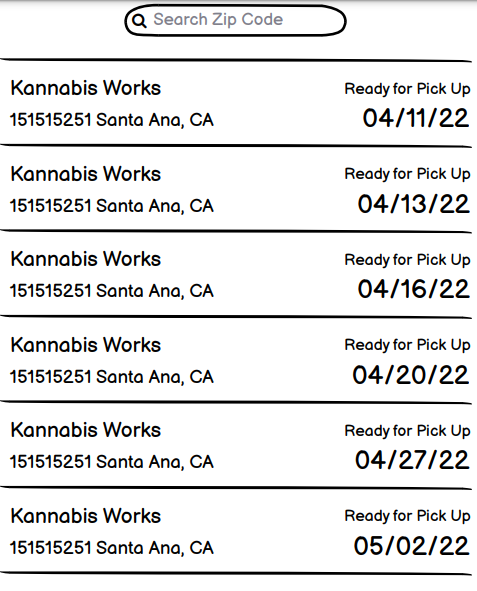 Search Zip Code
Kannabis Works
Ready for Pick Up
151515251 Santa Ana, CA
04/11/22
Kannabis Works
Ready for Pick Up
151515251 Santa Ana, CA
04/13/22
Kannabis Works
Ready for Pick Up
151515251 Santa Ana, CA
04/16/22
Kannabis Works
Ready for Pick Up
151515251 Santa Ana, CA
04/20/22
Kannabis Works
Ready for Pick Up
151515251 Santa Ana, CA
04/27/22
Kannabis Works
Ready for Pick Up
151515251 Santa Ana, CA
05/02/22